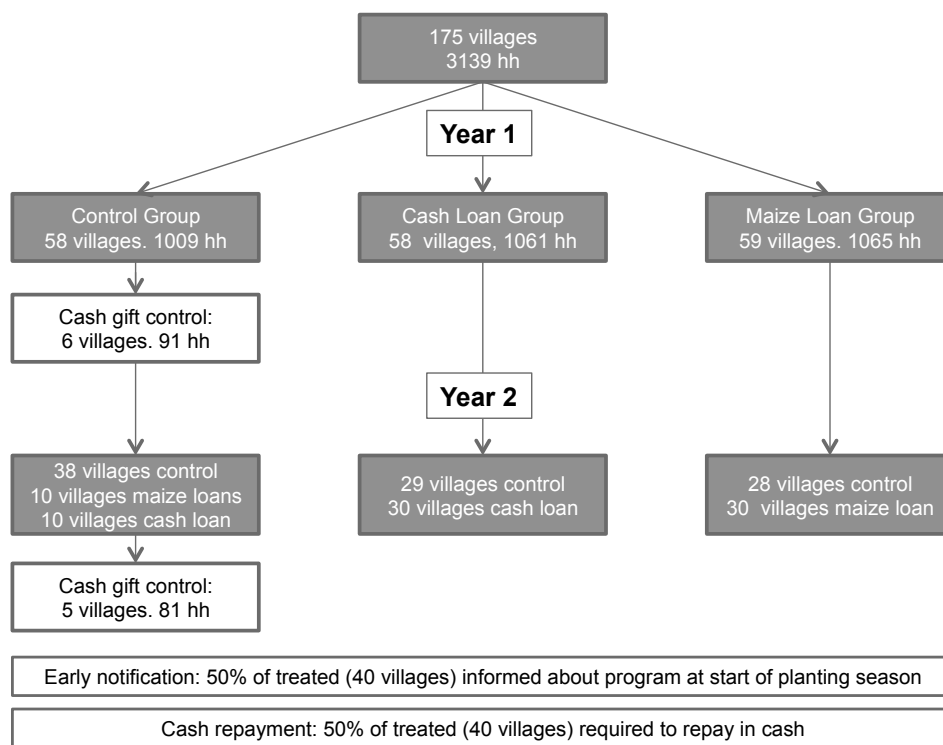 175 villages
3139 hh
Year 1
Control Group
58 villages. 1009 hh
Cash Loan Group
58 villages, 1061 hh
Maize Loan Group
59 villages. 1065 hh
Cash gift control:
6 villages. 91 hh
Year 2
38 villages control
10 villages maize loans
10 villages cash loan
29 villages control
30 villages cash loan
28 villages control
30 villages maize loan
Cash gift control:
5 villages. 81 hh
Early notification: 50% of treated (40 villages) informed about program at start of planting season
Cash repayment: 50% of treated (40 villages) required to repay in cash